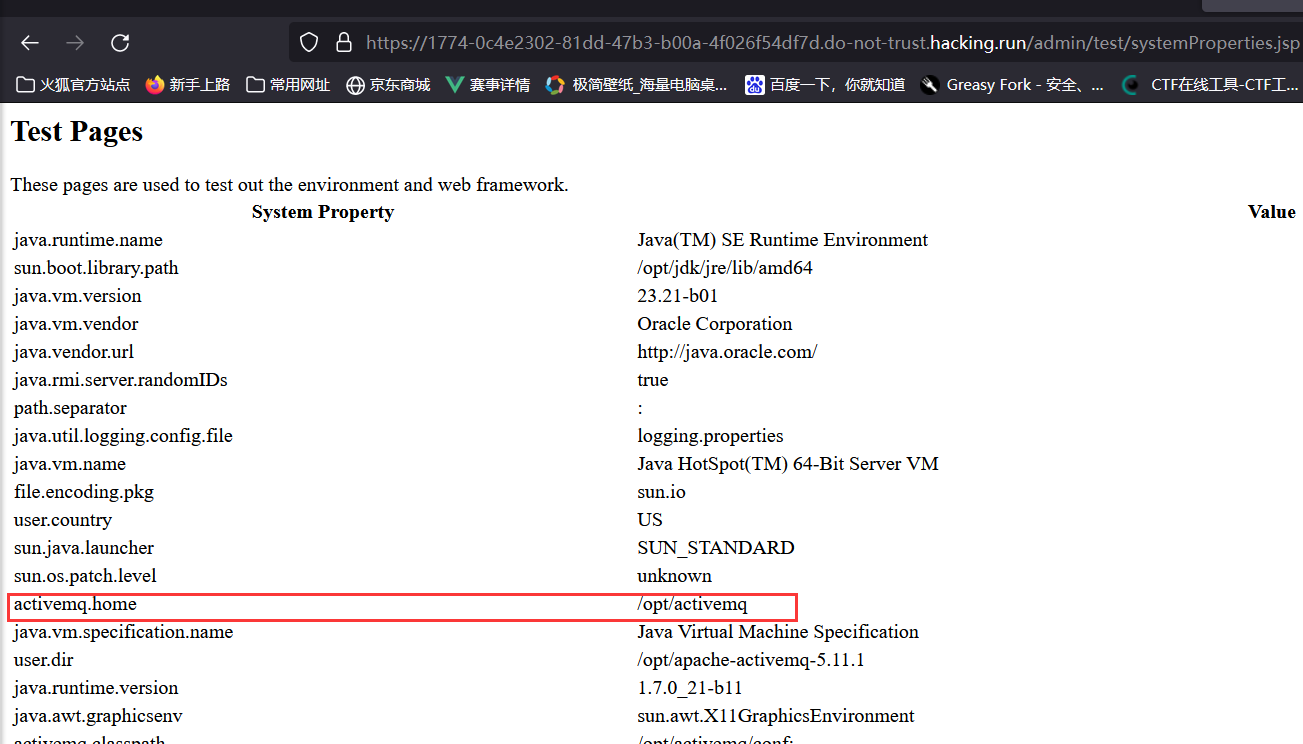 https://1774-0c4e2302-81dd-47b3-b00a-4f026f54df7d.do-not-trust.hacking.run/admin/test/systemProperties.jsp
火狐官方站点 新手上路 常用网址 京东商城 赛事详情 极简壁纸_海量电脑桌... 百度一下，你就知道 Greasy Fork - 安全、... CTF在线工具-CTF工...
Test Pages
These pages are used to test out the environment and web framework.
System Property Value
java.runtime.name Java(TM) SE Runtime Environment
sun.boot.library.path /opt/jdk/jre/lib/amd64
java.vm.version 23.21-b01
java.vm.vendor Oracle Corporation
java.vendor.url http://java.oracle.com/
java.rmi.server.randomIDs true
path.separator :
java.util.logging.config.file logging.properties
java.vm.name Java HotSpot(TM) 64-Bit Server VM
file.encoding.pkg sun.io
user.country US
sun.java.launcher SUN_STANDARD
sun.os.patch.level unknown
activemq.home /opt/activemq
java.vm.specification.name Java Virtual Machine Specification
user.dir /opt/apache-activemq-5.11.1
java.runtime.version 1.7.0_21-b11
java.awt.graphicsenv sun.awt.X11GraphicsEnvironment
activemq.classpath /opt/activemq/conf: